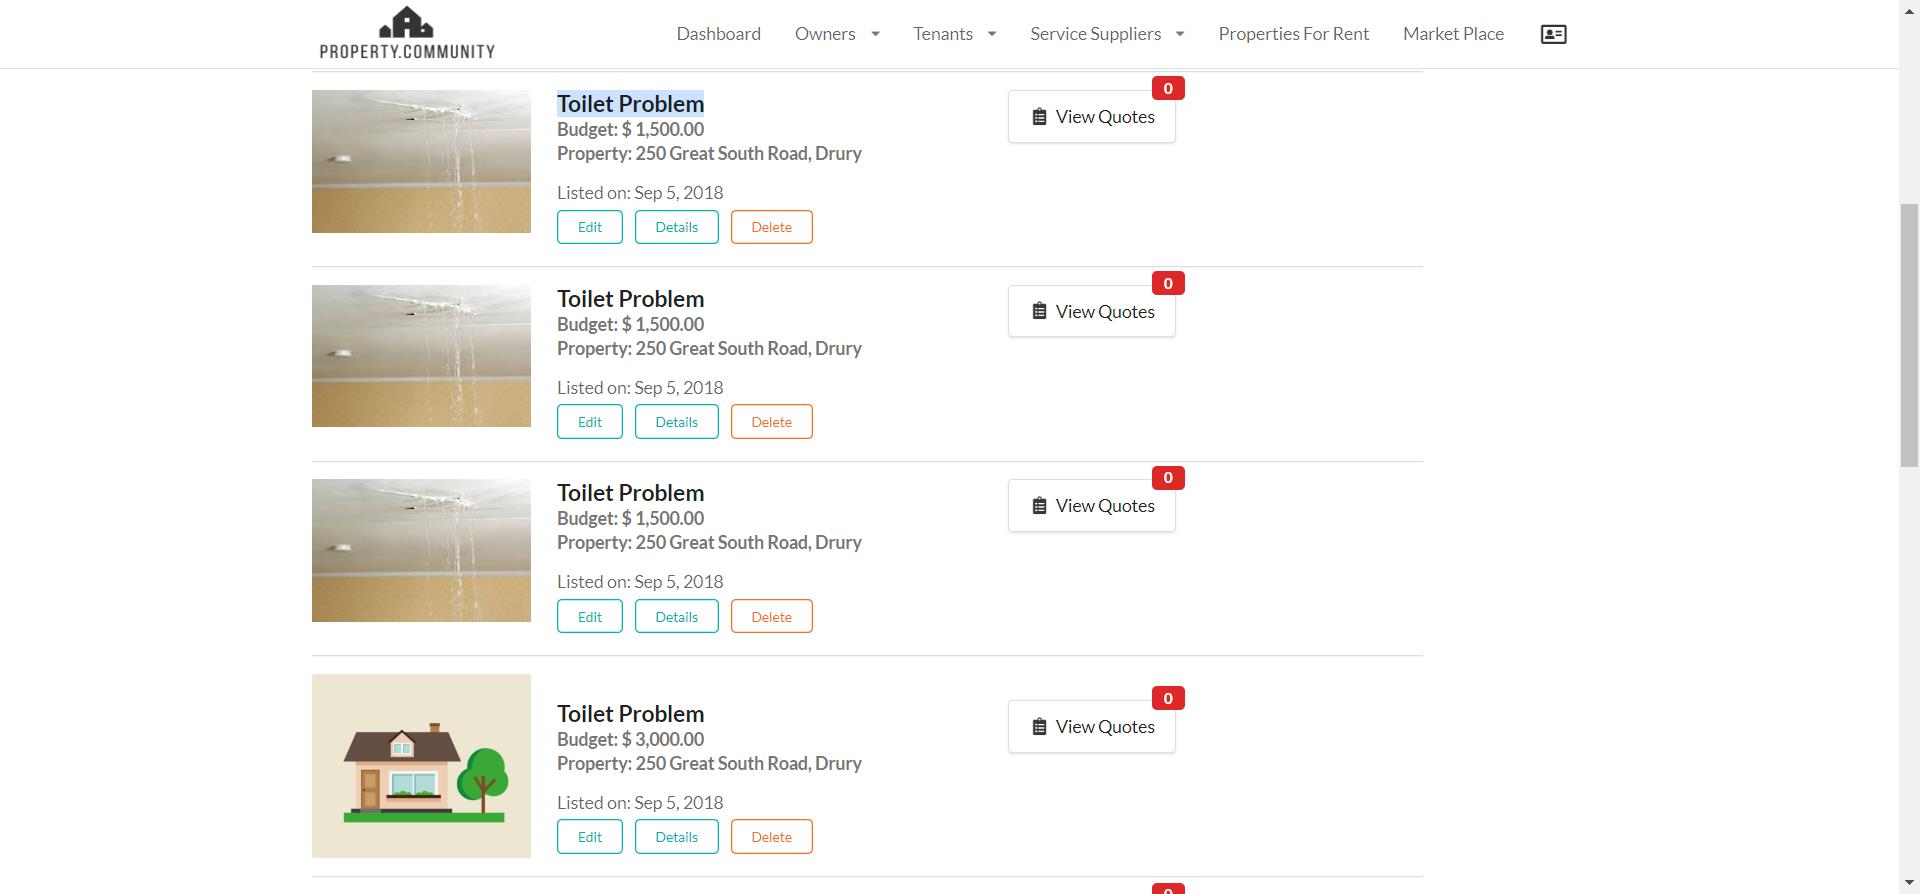 PROPERTY.COMMUNITY
Dashboard Owners Tenants Service Suppliers Properties For Rent Market Place
Toilet Problem
Budget: $ 1,500.00
Property: 250 Great South Road, Drury
Listed on: Sep 5, 2018
Edit Details Delete
0
View Quotes
Toilet Problem
Budget: $ 1,500.00
Property: 250 Great South Road, Drury
Listed on: Sep 5, 2018
Edit Details Delete
0
View Quotes
Toilet Problem
Budget: $ 1,500.00
Property: 250 Great South Road, Drury
Listed on: Sep 5, 2018
Edit Details Delete
0
View Quotes
Toilet Problem
Budget: $ 3,000.00
Property: 250 Great South Road, Drury
Listed on: Sep 5, 2018
Edit Details Delete
0
View Quotes
0